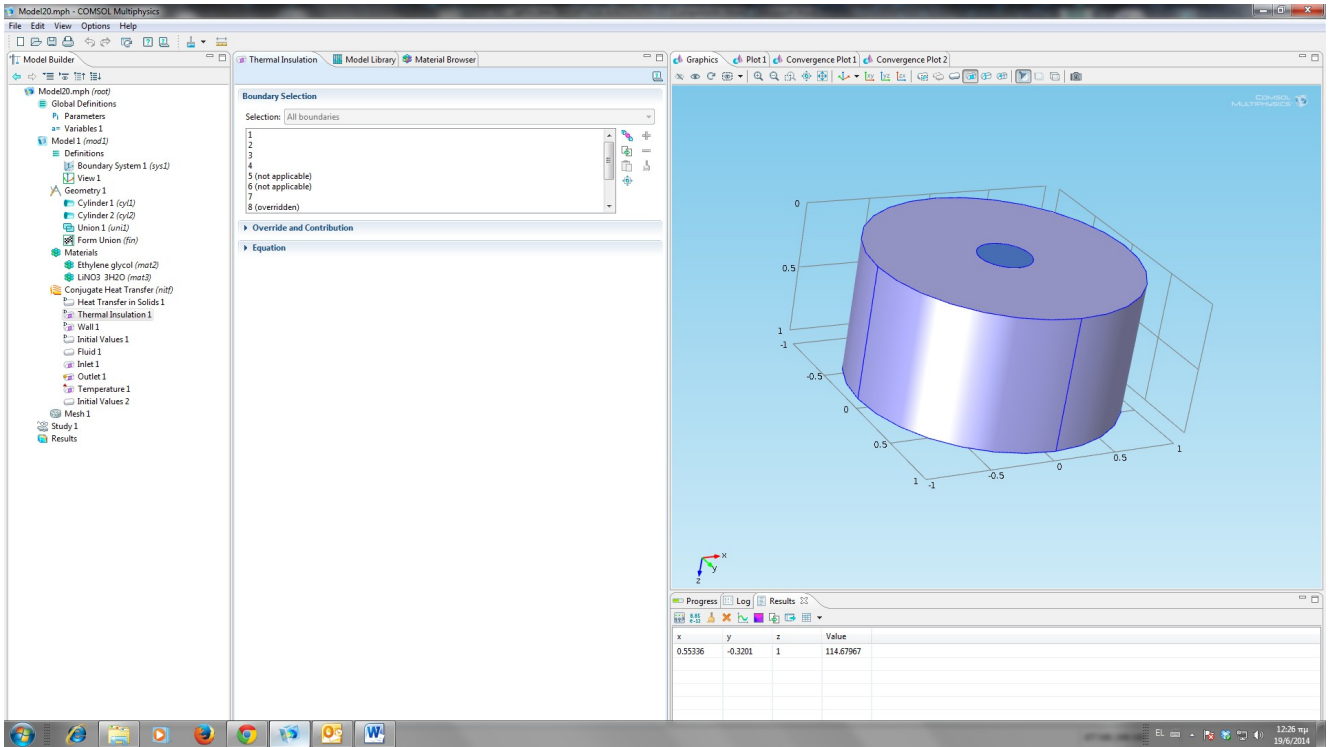 Model20.mph - COMSOL Multiphysics
File Edit View Options Help
Model Builder
Model20.mph (root)
Global Definitions
Pi Parameters
a= Variables 1
Model 1 (mod1)
Definitions
Boundary System 1 (sys1)
View 1
Geometry 1
Cylinder 1 (cyl1)
Cylinder 2 (cyl2)
Union 1 (uni1)
Form Union (fin)
Materials
Ethylene glycol (mat2)
LiNO3 3H2O (mat3)
Conjugate Heat Transfer (nitf)
Heat Transfer in Solids 1
Thermal Insulation 1
Wall 1
Initial Values 1
Fluid 1
Inlet 1
Outlet 1
Temperature 1
Initial Values 2
Mesh 1
Study 1
Results
Thermal Insulation Model Library Material Browser
Boundary Selection
Selection: All boundaries
1
2
3
4
5 (not applicable)
6 (not applicable)
7
8 (overridden)
Override and Contribution
Equation
Graphics Plot 1 Convergence Plot 1 Convergence Plot 2
COMSOL
MULTIPHYSICS
0
0.5
1
-1
-0.5
0
0.5
1
-1
-0.5
0
0.5
1
x
y
z
Progress Log Results
x y z Value
0.55336 -0.3201 1 114.67967
EL
12:26 πμ
19/6/2014